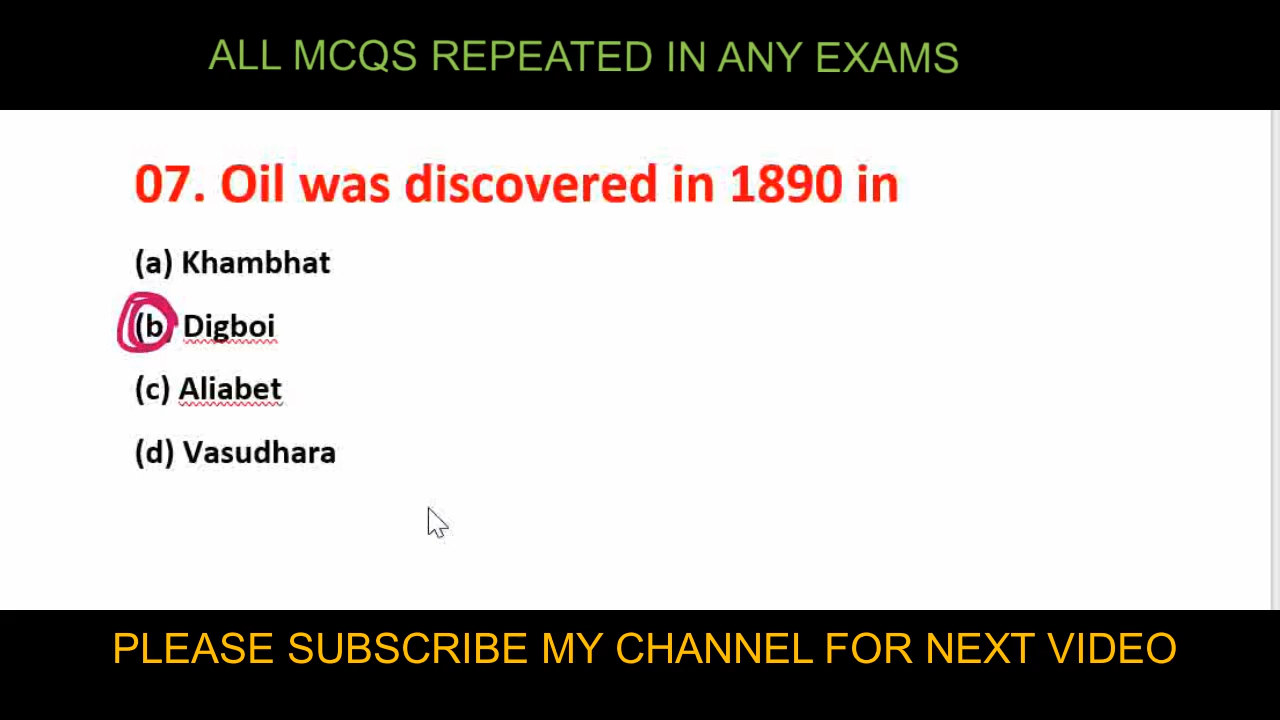 ALL MCQS REPEATED IN ANY EXAMS
07. Oil was discovered in 1890 in
(a) Khambhat
(b) Digboi
(c) Aliabet
(d) Vasudhara
PLEASE SUBSCRIBE MY CHANNEL FOR NEXT VIDEO